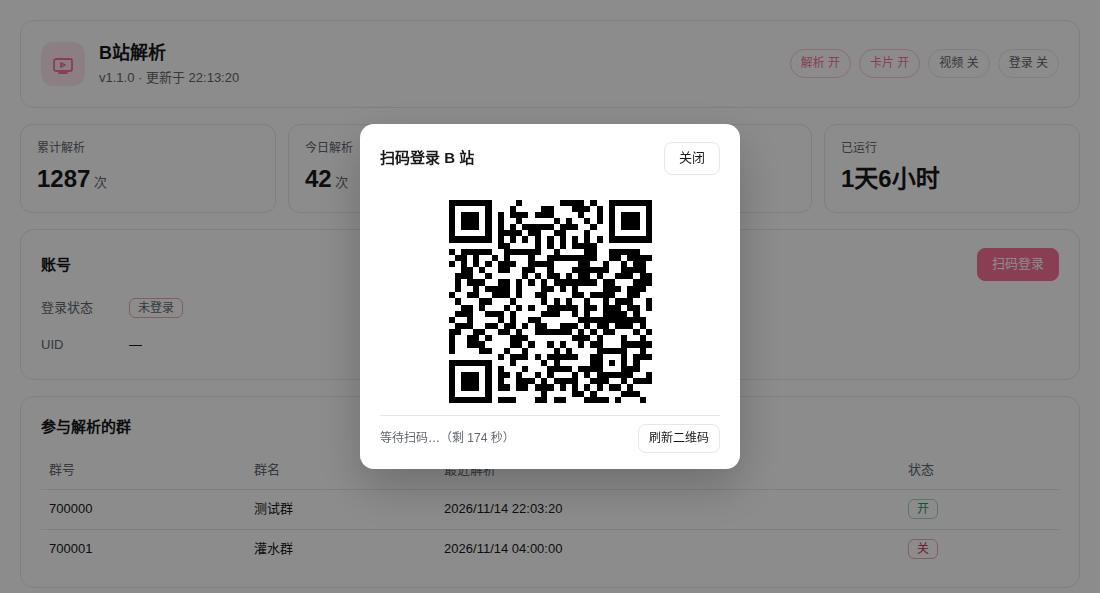 B站解析
v1.1.0 · 更新于 22:13:20
解析 开
卡片 开
视频 关
登录 关
累计解析
1287 次
今日解析
42 次
已运行
1天6小时
扫码登录 B 站
关闭
等待扫码…（剩 174 秒）
刷新二维码
账号
扫码登录
登录状态 未登录
UID —
参与解析的群
群号 群名 最近解析 状态
700000 测试群 2026/11/14 22:03:20 开
700001 灌水群 2026/11/14 04:00:00 关